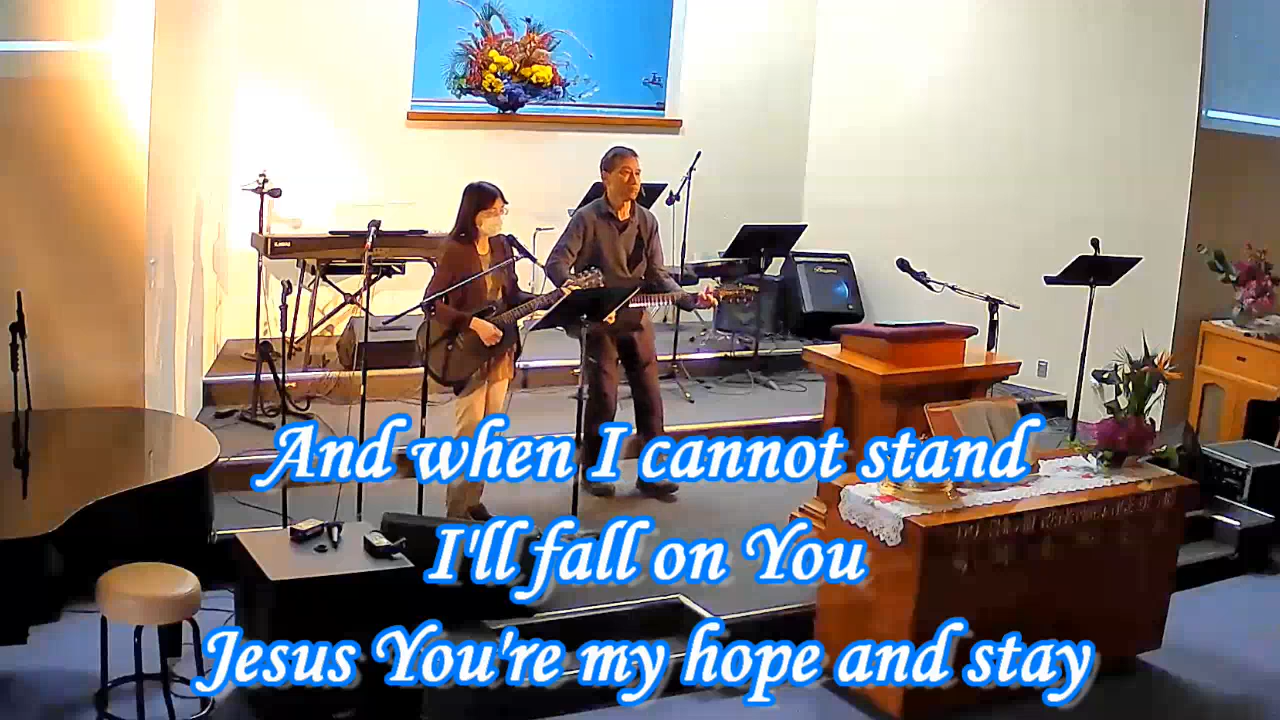 And when I cannot stand
I'll fall on You
Jesus You're my hope and stay